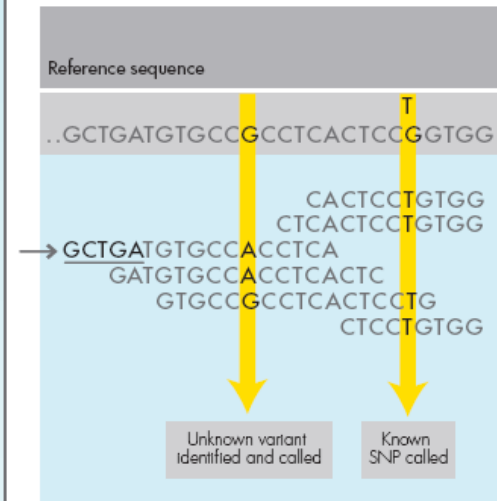 Reference sequence
T
..GCTGATGTGCCGCCTCACTCCGGTGG
CACTCCTGTGG
CTCACTCCTGTGG
GCTGATGTGCCACCTCA
GATGTGCCACCTCACTC
GTGCCGCCTCACTCCTG
CTCCTGTGG
Unknown variant
identified and called
Known
SNP called